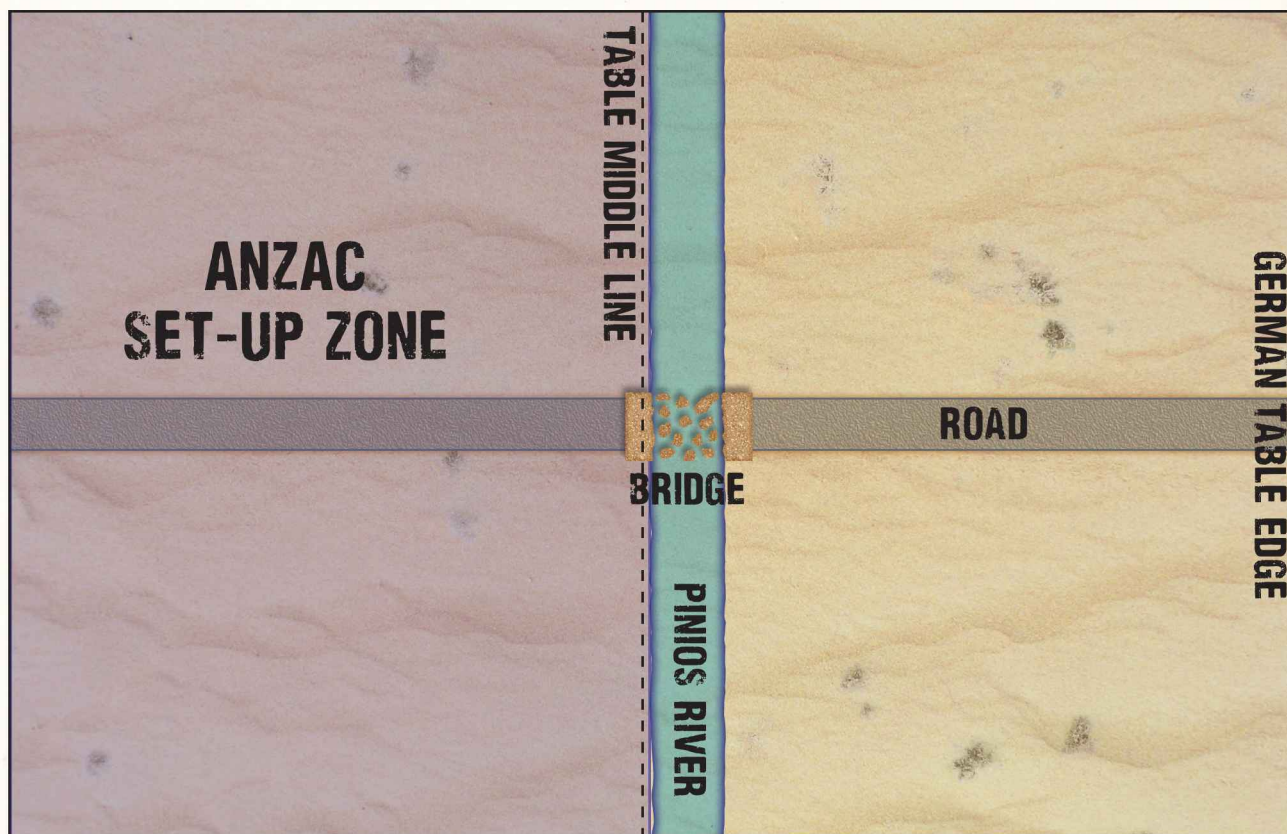 TABLE MIDDLE LINE
ANZAC
SET-UP ZONE
GERMAN TABLE EDGE
ROAD
BRIDGE
PINIOS RIVER